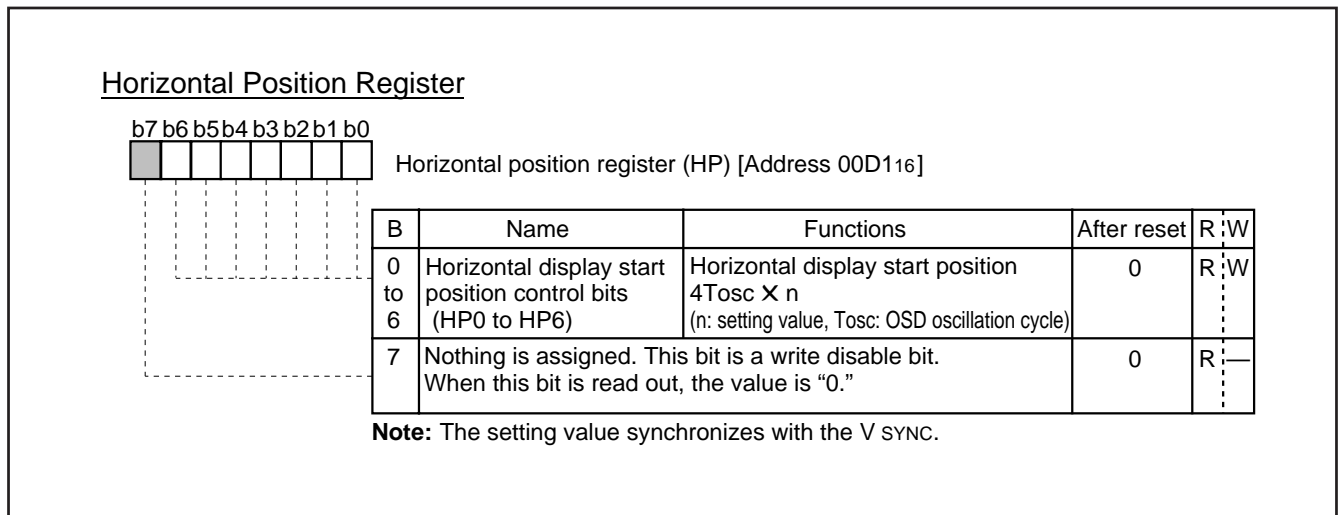 Horizontal Position Register
b7 b6 b5 b4 b3 b2 b1 b0
Horizontal position register (HP) [Address 00D116]
B Name Functions After reset R W
0 to 6 Horizontal display start position control bits (HP0 to HP6) Horizontal display start position 4Tosc ✕ n (n: setting value, Tosc: OSD oscillation cycle) 0 R W
7 Nothing is assigned. This bit is a write disable bit. When this bit is read out, the value is “0.” 0 R —
Note: The setting value synchronizes with the V SYNC.